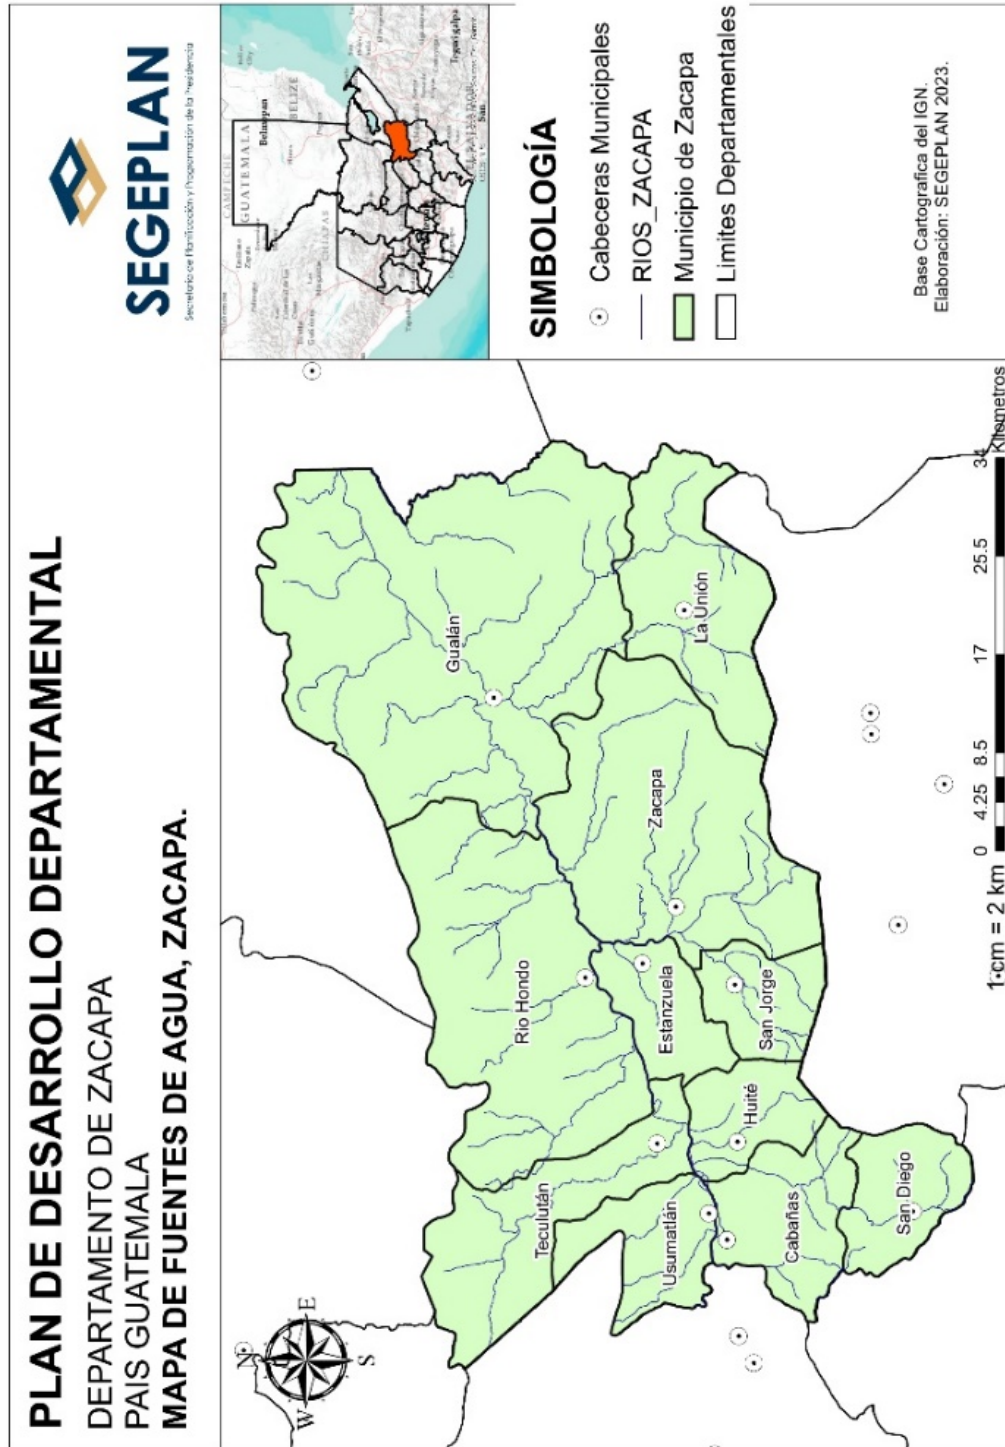 PLAN DE DESARROLLO DEPARTAMENTAL
DEPARTAMENTO DE ZACAPA
PAIS GUATEMALA
MAPA DE FUENTES DE AGUA, ZACAPA.
SEGEPLAN
Secretaría de Planificación y Programación de la Presidencia
CAMPECHE
GUATEMALA
Belmopan
BELIZE
CHIAPAS
Tegucigalpa
San
N
E
S
W
Gualán
Río Hondo
Teculután
Usumatlán
Zacapa
Estanzuela
La Unión
San Jorge
Huité
Cabañas
San Diego
SIMBOLOGÍA
Cabeceras Municipales
RIOS_ZACAPA
Municipio de Zacapa
Limites Departamentales
Base Cartografica del IGN.
Elaboración: SEGEPLAN 2023.
1 cm = 2 km
0 4.25 8.5 17 25.5 34
Kilometros